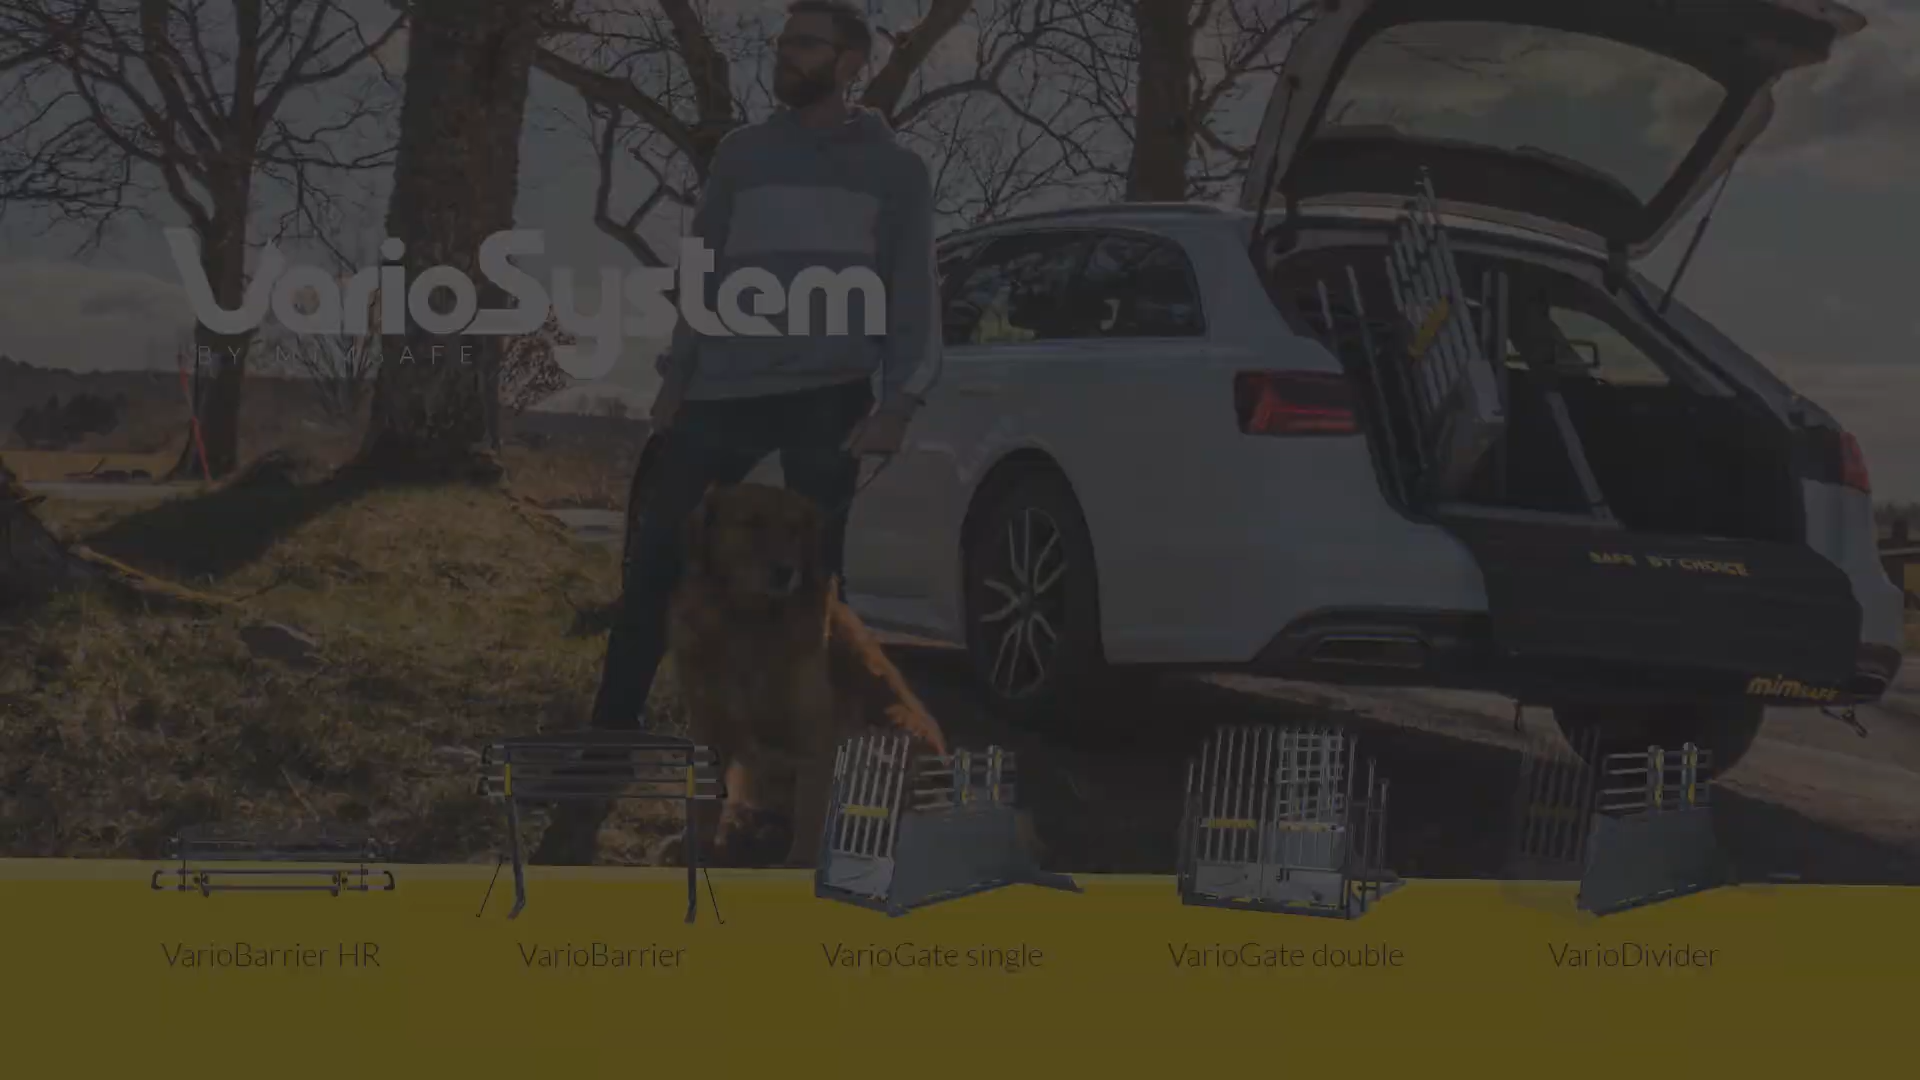 VarioSystem
BY MIMSAFE
SAFE BY CHOICE
mimSAFE
VarioBarrier HR
VarioBarrier
VarioGate single
VarioGate double
VarioDivider